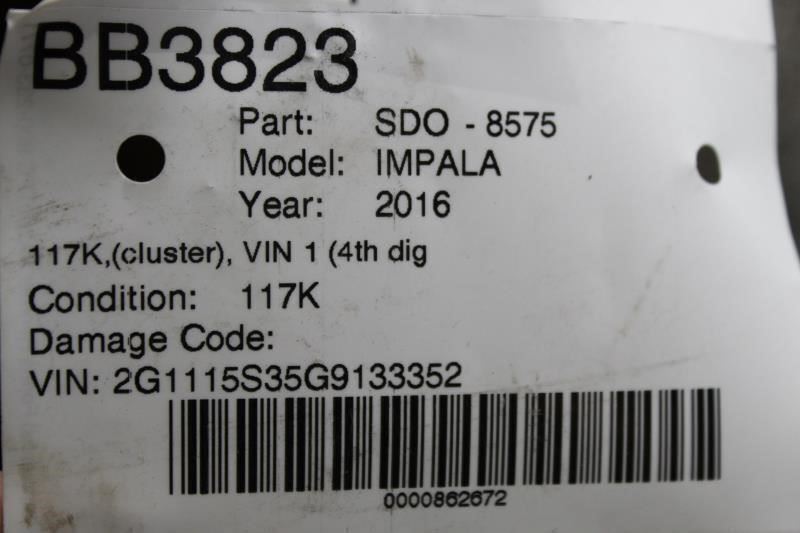 BB3823
Part: SDO - 8575
Model: IMPALA
Year: 2016
117K,(cluster), VIN 1 (4th dig
Condition: 117K
Damage Code:
VIN: 2G1115S35G9133352
0000862672